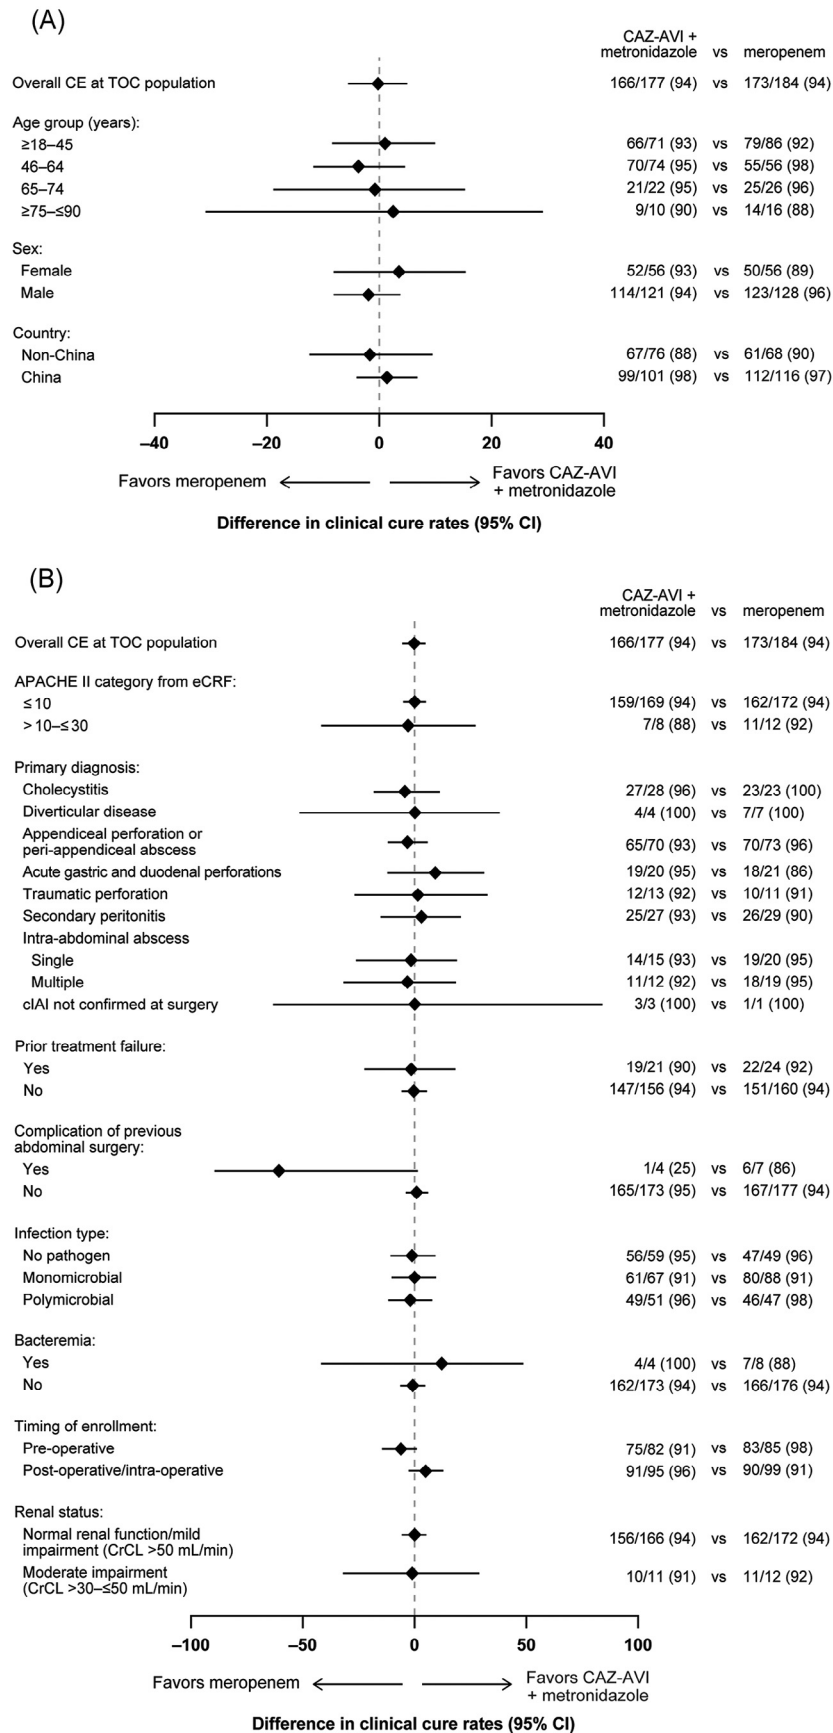 (A)
CAZ-AVI +
metronidazole vs meropenem
Overall CE at TOC population 166/177 (94) vs 173/184 (94)
Age group (years):
≥18–45 66/71 (93) vs 79/86 (92)
46–64 70/74 (95) vs 55/56 (98)
65–74 21/22 (95) vs 25/26 (96)
≥75–≤90 9/10 (90) vs 14/16 (88)
Sex:
Female 52/56 (93) vs 50/56 (89)
Male 114/121 (94) vs 123/128 (96)
Country:
Non-China 67/76 (88) vs 61/68 (90)
China 99/101 (98) vs 112/116 (97)
–40 –20 0 20 40
Favors meropenem Favors CAZ-AVI
+ metronidazole
Difference in clinical cure rates (95% CI)
(B)
CAZ-AVI +
metronidazole vs meropenem
Overall CE at TOC population 166/177 (94) vs 173/184 (94)
APACHE II category from eCRF:
≤ 10 159/169 (94) vs 162/172 (94)
> 10–≤ 30 7/8 (88) vs 11/12 (92)
Primary diagnosis:
Cholecystitis 27/28 (96) vs 23/23 (100)
Diverticular disease 4/4 (100) vs 7/7 (100)
Appendiceal perforation or
peri-appendiceal abscess 65/70 (93) vs 70/73 (96)
Acute gastric and duodenal perforations 19/20 (95) vs 18/21 (86)
Traumatic perforation 12/13 (92) vs 10/11 (91)
Secondary peritonitis 25/27 (93) vs 26/29 (90)
Intra-abdominal abscess
Single 14/15 (93) vs 19/20 (95)
Multiple 11/12 (92) vs 18/19 (95)
cIAI not confirmed at surgery 3/3 (100) vs 1/1 (100)
Prior treatment failure:
Yes 19/21 (90) vs 22/24 (92)
No 147/156 (94) vs 151/160 (94)
Complication of previous
abdominal surgery:
Yes 1/4 (25) vs 6/7 (86)
No 165/173 (95) vs 167/177 (94)
Infection type:
No pathogen 56/59 (95) vs 47/49 (96)
Monomicrobial 61/67 (91) vs 80/88 (91)
Polymicrobial 49/51 (96) vs 46/47 (98)
Bacteremia:
Yes 4/4 (100) vs 7/8 (88)
No 162/173 (94) vs 166/176 (94)
Timing of enrollment:
Pre-operative 75/82 (91) vs 83/85 (98)
Post-operative/intra-operative 91/95 (96) vs 90/99 (91)
Renal status:
Normal renal function/mild
impairment (CrCL >50 mL/min) 156/166 (94) vs 162/172 (94)
Moderate impairment
(CrCL >30–≤50 mL/min) 10/11 (91) vs 11/12 (92)
–100 –50 0 50 100
Favors meropenem Favors CAZ-AVI
+ metronidazole
Difference in clinical cure rates (95% CI)